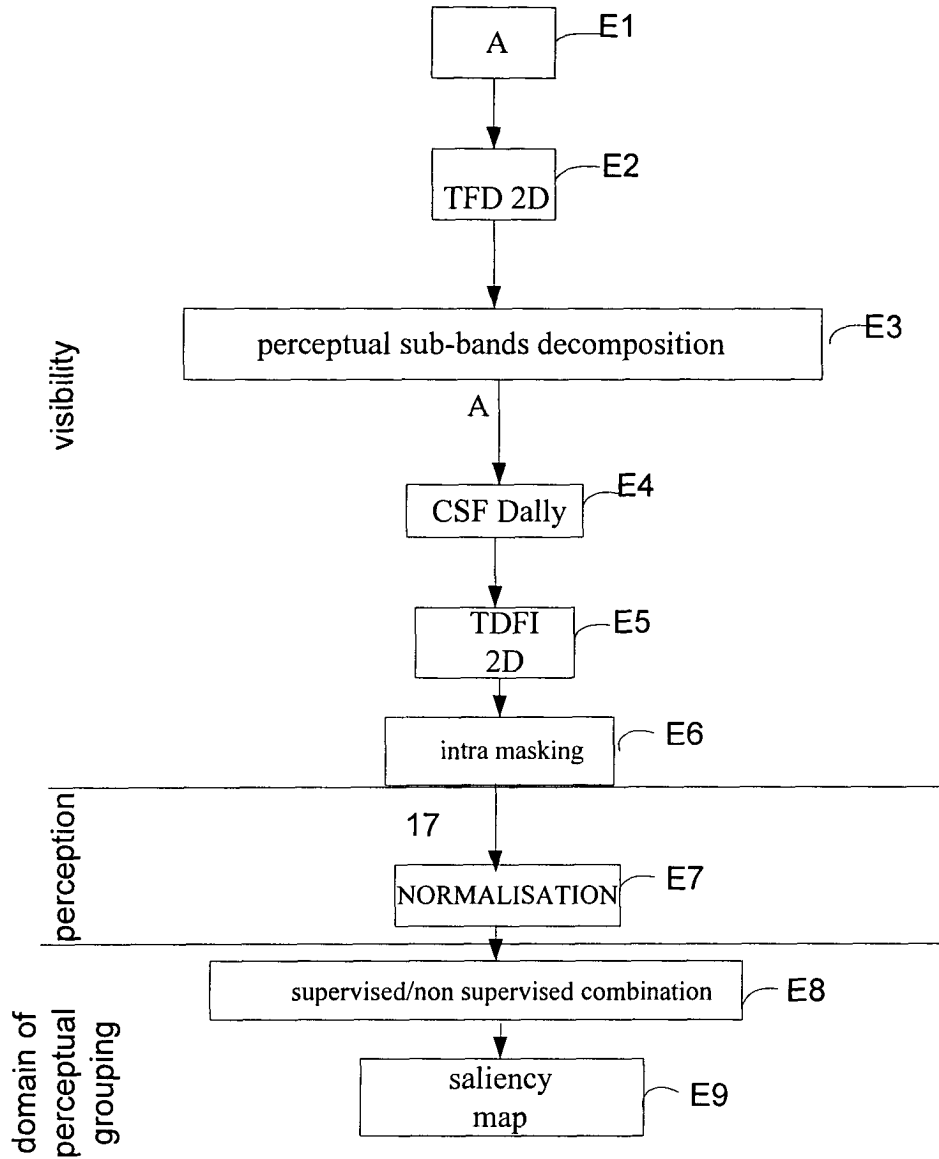 A
E1
TFD 2D
E2
perceptual sub-bands decomposition
E3
visibility
A
CSF Dally
E4
TDFI
2D
E5
intra masking
E6
perception
17
NORMALISATION
E7
domain of
perceptual
grouping
supervised/non supervised combination
E8
saliency
map
E9